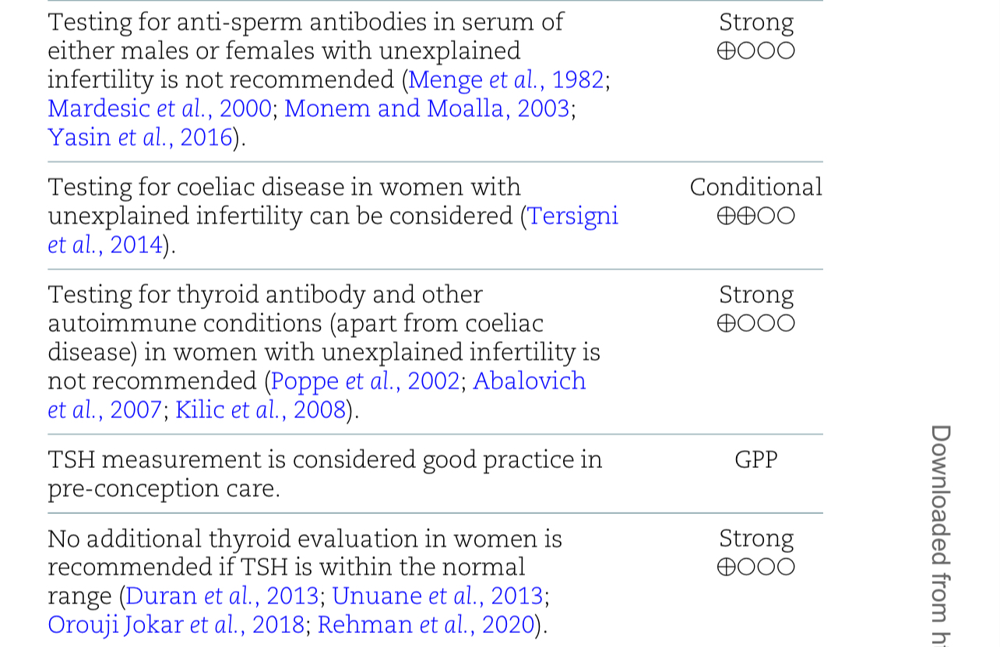 Testing for anti-sperm antibodies in serum of
either males or females with unexplained
infertility is not recommended (Menge et al., 1982;
Mardesic et al., 2000; Monem and Moalla, 2003;
Yasin et al., 2016).
Strong
⊕○○○
Testing for coeliac disease in women with
unexplained infertility can be considered (Tersigni
et al., 2014).
Conditional
⊕⊕○○
Testing for thyroid antibody and other
autoimmune conditions (apart from coeliac
disease) in women with unexplained infertility is
not recommended (Poppe et al., 2002; Abalovich
et al., 2007; Kilic et al., 2008).
Strong
⊕○○○
TSH measurement is considered good practice in
pre-conception care.
GPP
No additional thyroid evaluation in women is
recommended if TSH is within the normal
range (Duran et al., 2013; Unuane et al., 2013;
Orouji Jokar et al., 2018; Rehman et al., 2020).
Strong
⊕○○○
Downloaded from